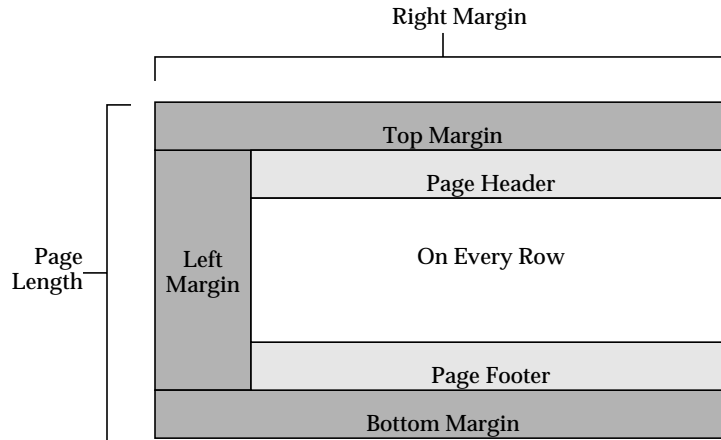 Right Margin
Top Margin
Page Header
Page
Length
Left
Margin
On Every Row
Page Footer
Bottom Margin